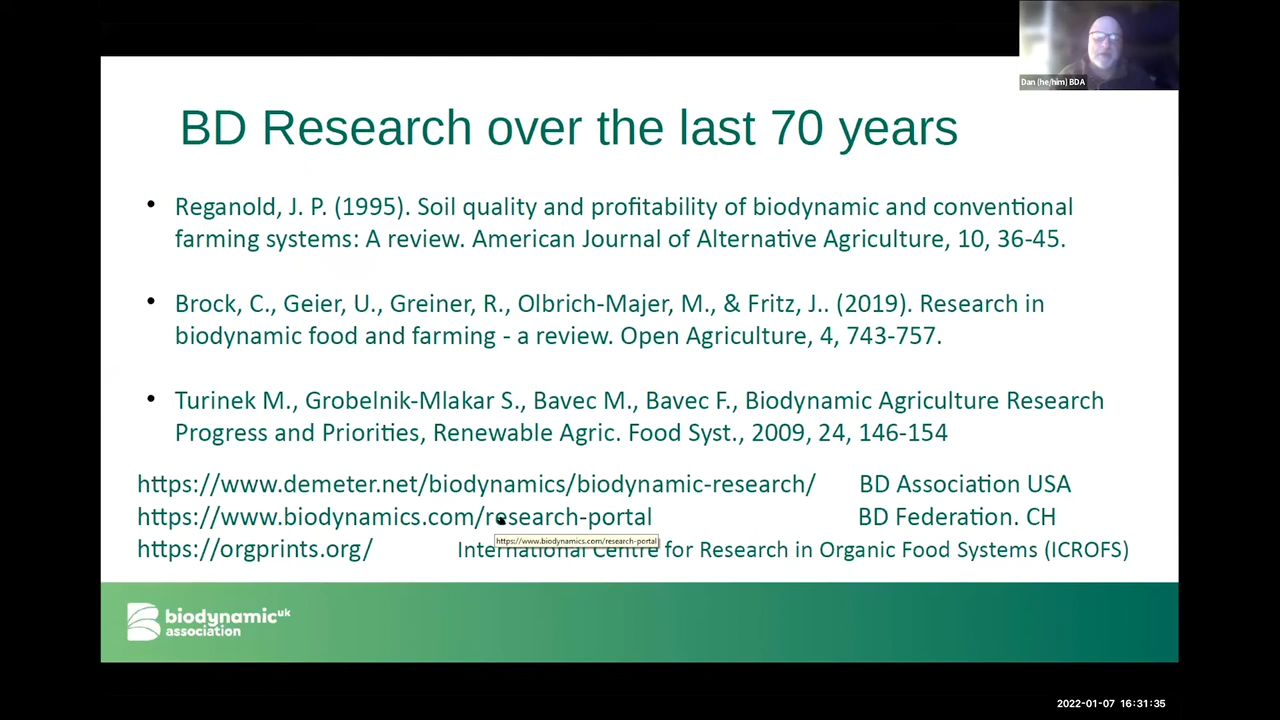 Dan (he/him) BDA
BD Research over the last 70 years
• Reganold, J. P. (1995). Soil quality and profitability of biodynamic and conventional
farming systems: A review. American Journal of Alternative Agriculture, 10, 36-45.
• Brock, C., Geier, U., Greiner, R., Olbrich-Majer, M., & Fritz, J.. (2019). Research in
biodynamic food and farming - a review. Open Agriculture, 4, 743-757.
• Turinek M., Grobelnik-Mlakar S., Bavec M., Bavec F., Biodynamic Agriculture Research
Progress and Priorities, Renewable Agric. Food Syst., 2009, 24, 146-154
https://www.demeter.net/biodynamics/biodynamic-research/ BD Association USA
https://www.biodynamics.com/research-portal BD Federation. CH
https://www.biodynamics.com/research-portal
https://orgprints.org/ International Centre for Research in Organic Food Systems (ICROFS)
biodynamic uk
association
2022-01-07 16:31:35